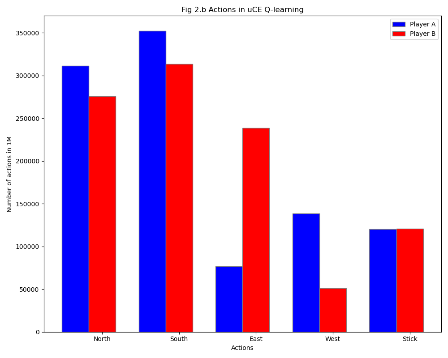 Fig 2.b Actions in uCE Q-learning
Player A
Player B
Number of actions in 1M
350000
300000
250000
200000
150000
100000
50000
0
North South East West Stick
Actions